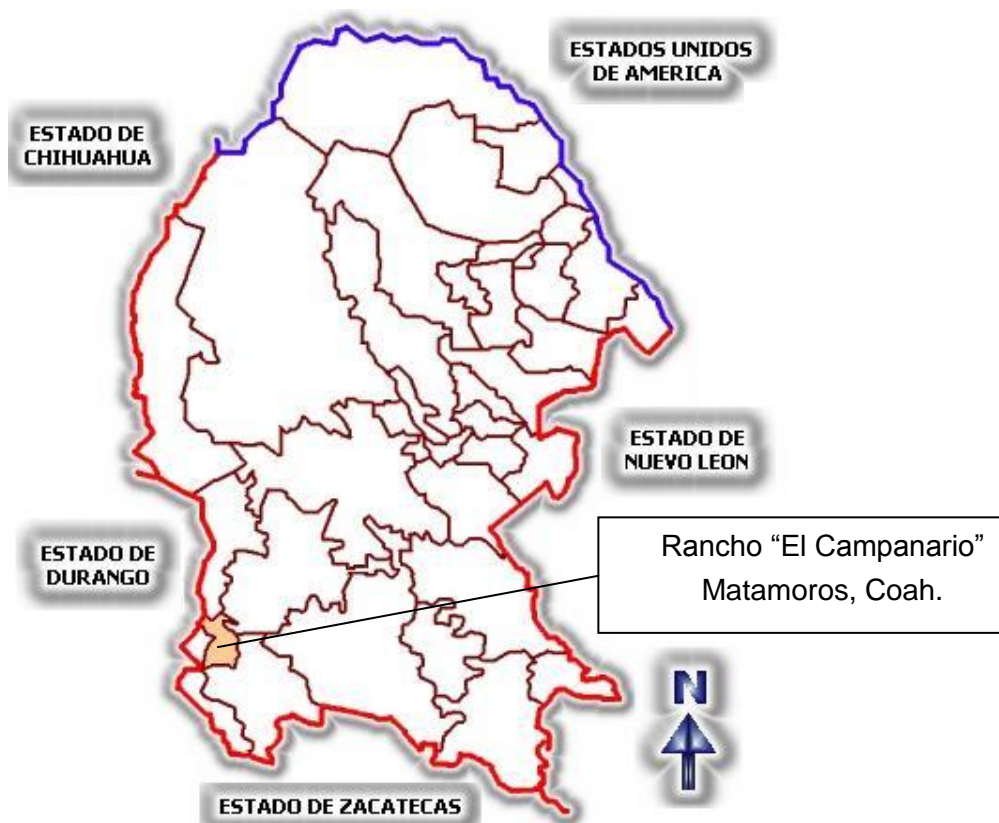 ESTADOS UNIDOS
DE AMERICA
ESTADO DE
CHIHUAHUA
ESTADO DE
NUEVO LEON
ESTADO DE
DURANGO
Rancho “El Campanario”
Matamoros, Coah.
N
ESTADO DE ZACATECAS